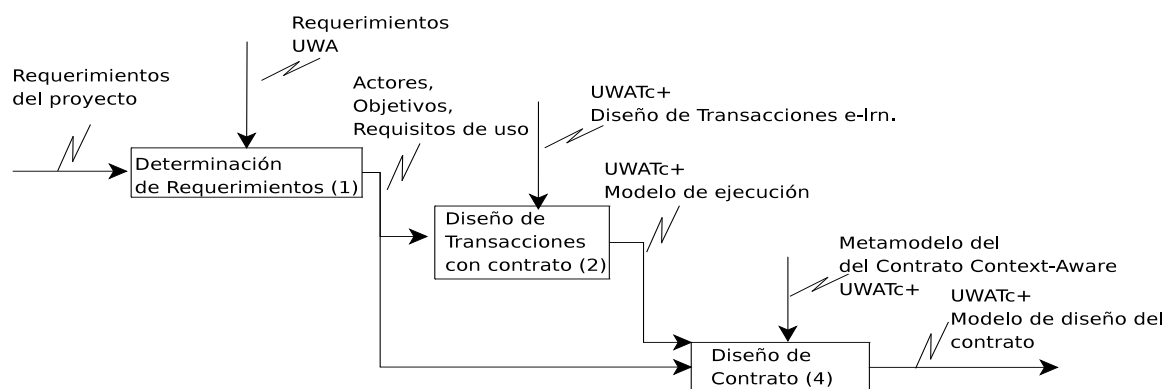 Requerimientos
UWA
Requerimientos
del proyecto
Actores,
Objetivos,
Requisitos de uso
UWATc+
Diseño de Transacciones e-lrn.
Determinación
de Requerimientos (1)
UWATc+
Modelo de ejecución
Diseño de
Transacciones
con contrato (2)
Metamodelo del
del Contrato Context-Aware
UWATc+
UWATc+
Modelo de diseño del
contrato
Diseño de
Contrato (4)